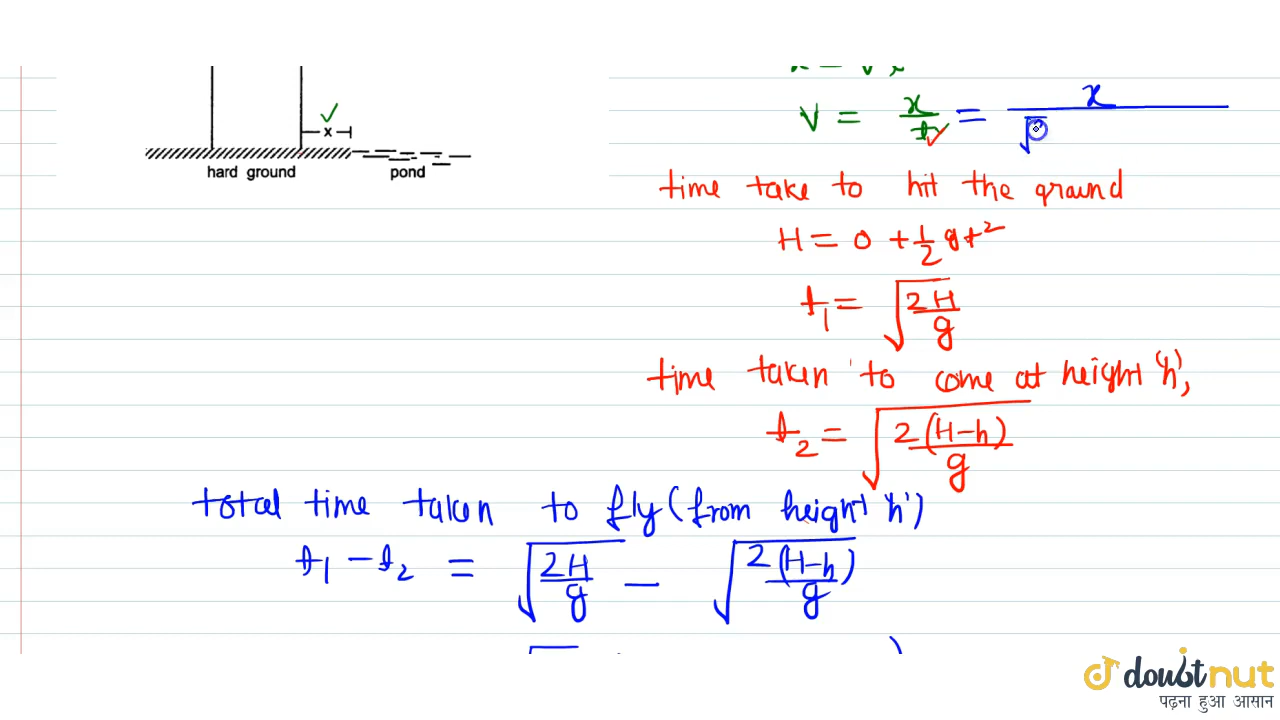 x
hard ground
pond
V = x/t = x/√2
time take to hit the ground
H = 0 + 1/2 gt²
t₁ = √(2H/g)
time taken to come at height 'h',
t₂ = √(2(H-h)/g)
total time taken to fly (from height 'h')
t₁ - t₂ = √(2H/g) - √(2(H-h)/g)
doubtnut
पढ़ना हुआ आसान